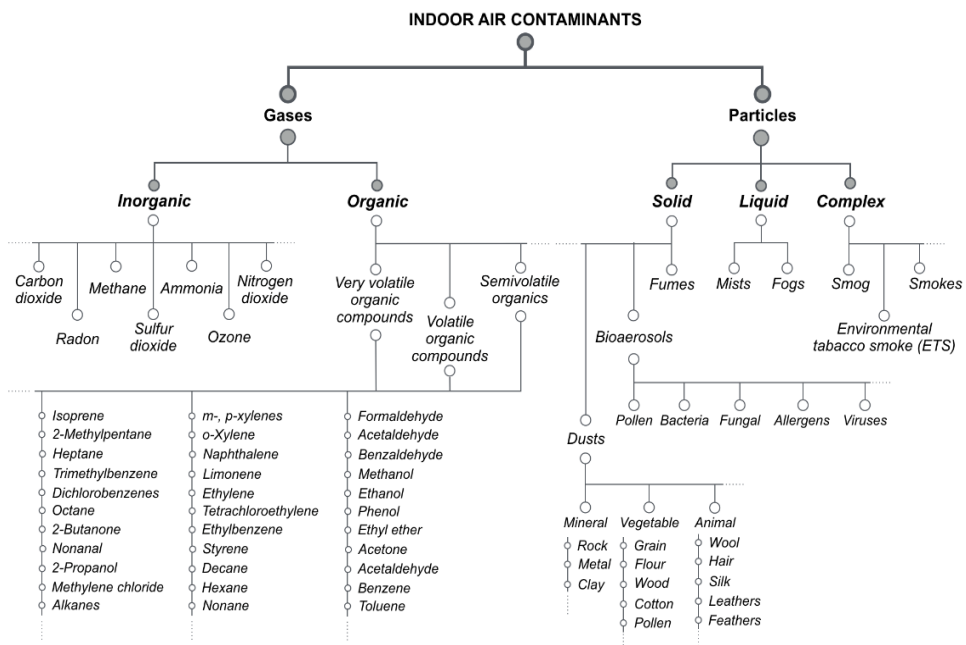 INDOOR AIR CONTAMINANTS
Gases
Particles
Inorganic
Organic
Solid
Liquid
Complex
Carbon
dioxide
Radon
Methane
Sulfur
dioxide
Ammonia
Ozone
Nitrogen
dioxide
Very volatile
organic
compounds
Volatile
organic
compounds
Semivolatile
organics
Fumes
Mists
Fogs
Smog
Smokes
Environmental
tabacco smoke (ETS)
Bioaerosols
Pollen
Bacteria
Fungal
Allergens
Viruses
Dusts
Isoprene
2-Methylpentane
Heptane
Trimethylbenzene
Dichlorobenzenes
Octane
2-Butanone
Nonanal
2-Propanol
Methylene chloride
Alkanes
m-, p-xylenes
o-Xylene
Naphthalene
Limonene
Ethylene
Tetrachloroethylene
Ethylbenzene
Styrene
Decane
Hexane
Nonane
Formaldehyde
Acetaldehyde
Benzaldehyde
Methanol
Ethanol
Phenol
Ethyl ether
Acetone
Acetaldehyde
Benzene
Toluene
Mineral
Rock
Metal
Clay
Vegetable
Grain
Flour
Wood
Cotton
Pollen
Animal
Wool
Hair
Silk
Leathers
Feathers